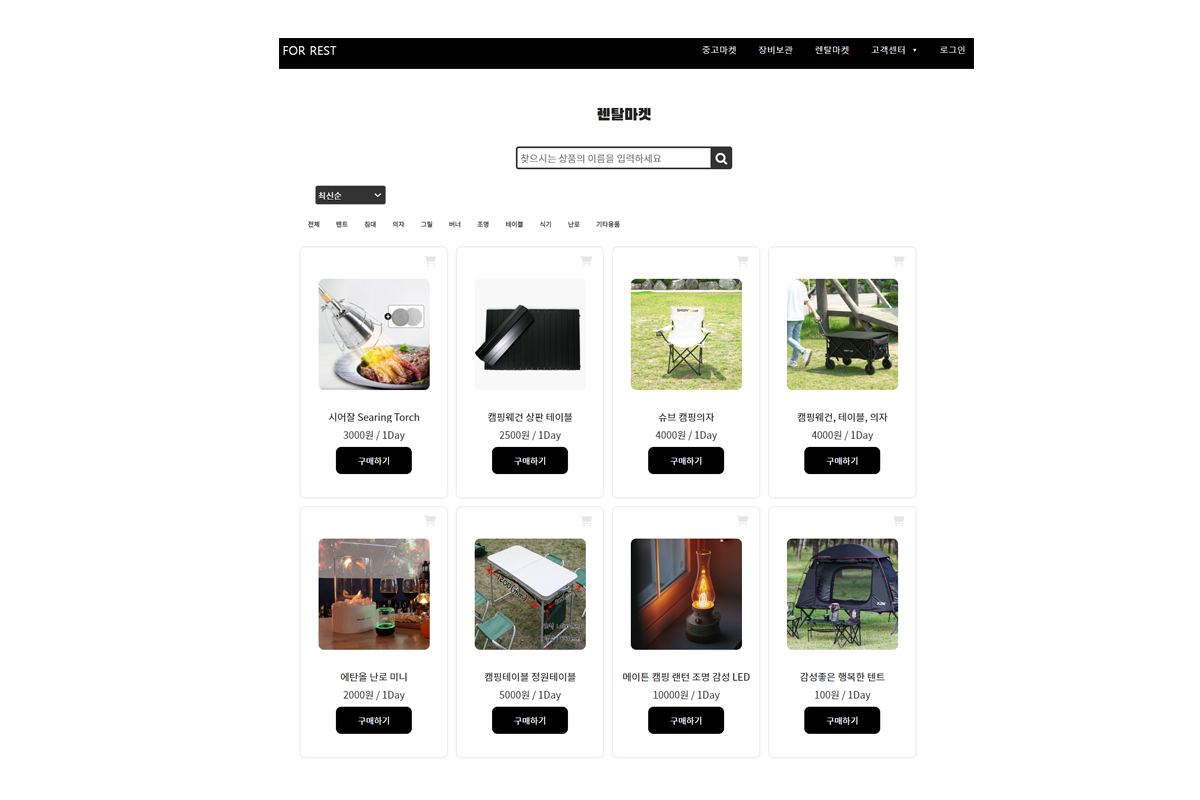 FOR REST 중고마켓 장비보관 렌탈마켓 고객센터 ▾ 로그인
렌탈마켓
찾으시는 상품의 이름을 입력하세요
최신순
전체 텐트 침대 의자 그릴 버너 조명 테이블 식기 난로 기타용품
시어잘 Searing Torch
3000원 / 1Day
구매하기
캠핑웨건 상판 테이블
2500원 / 1Day
구매하기
슈브 캠핑의자
4000원 / 1Day
구매하기
캠핑웨건, 테이블, 의자
4000원 / 1Day
구매하기
에탄올 난로 미니
2000원 / 1Day
구매하기
캠핑테이블 정원테이블
5000원 / 1Day
구매하기
메이튼 캠핑 랜턴 조명 감성 LED
10000원 / 1Day
구매하기
감성좋은 행복한 텐트
100원 / 1Day
구매하기